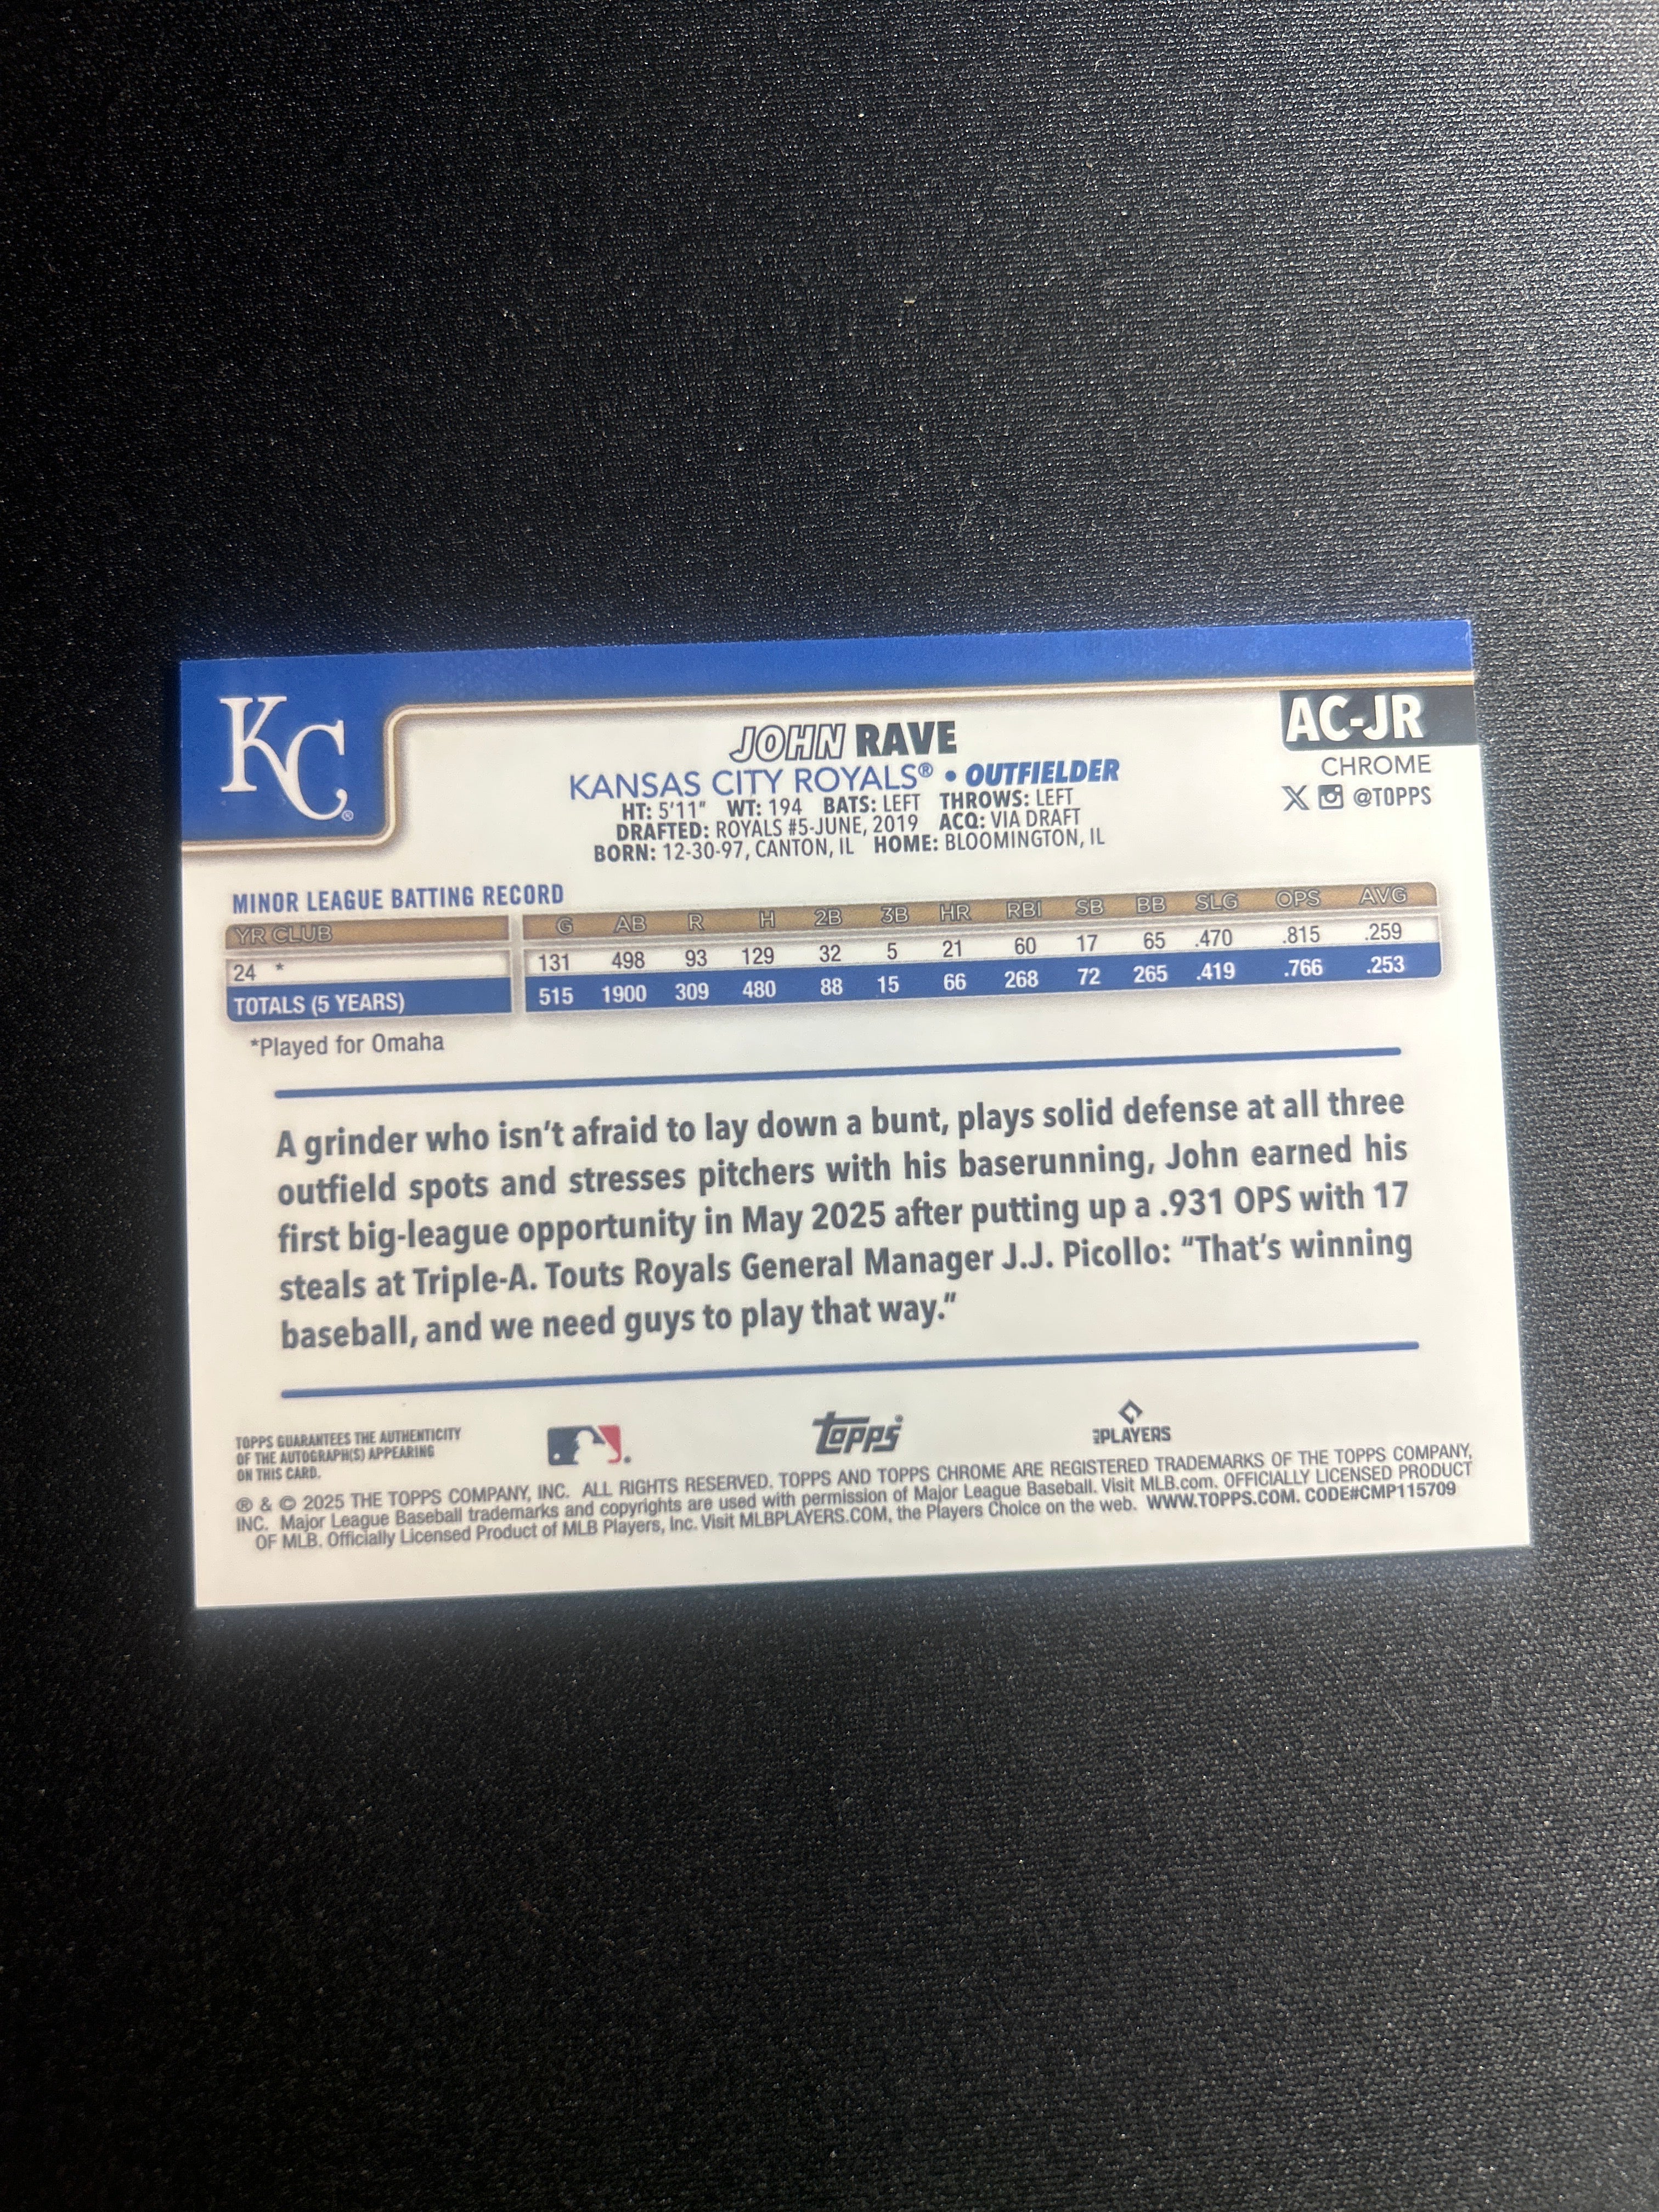 KC®
JOHN RAVE
KANSAS CITY ROYALS® • OUTFIELDER
HT: 5'11" WT: 194 BATS: LEFT THROWS: LEFT
DRAFTED: ROYALS #5-JUNE, 2019 ACQ: VIA DRAFT
BORN: 12-30-97, CANTON, IL HOME: BLOOMINGTON, IL
AC-JR
CHROME
X @TOPPS
MINOR LEAGUE BATTING RECORD
YR CLUB G AB R H 2B 3B HR RBI SB BB SLG OPS AVG
24 * 131 498 93 129 32 5 21 60 17 65 .470 .815 .259
TOTALS (5 YEARS) 515 1900 309 480 88 15 66 268 72 265 .419 .766 .253
*Played for Omaha
A grinder who isn't afraid to lay down a bunt, plays solid defense at all three
outfield spots and stresses pitchers with his baserunning, John earned his
first big-league opportunity in May 2025 after putting up a .931 OPS with 17
steals at Triple-A. Touts Royals General Manager J.J. Picollo: “That's winning
baseball, and we need guys to play that way.”
TOPPS GUARANTEES THE AUTHENTICITY
OF THE AUTOGRAPH(S) APPEARING
ON THIS CARD.
Topps
MLB PLAYERS
® & © 2025 THE TOPPS COMPANY, INC. ALL RIGHTS RESERVED. TOPPS AND TOPPS CHROME ARE REGISTERED TRADEMARKS OF THE TOPPS COMPANY,
INC. Major League Baseball trademarks and copyrights are used with permission of Major League Baseball. Visit MLB.com. OFFICIALLY LICENSED PRODUCT
OF MLB. Officially Licensed Product of MLB Players, Inc. Visit MLBPLAYERS.COM, the Players Choice on the web. WWW.TOPPS.COM. CODE#CMP115709